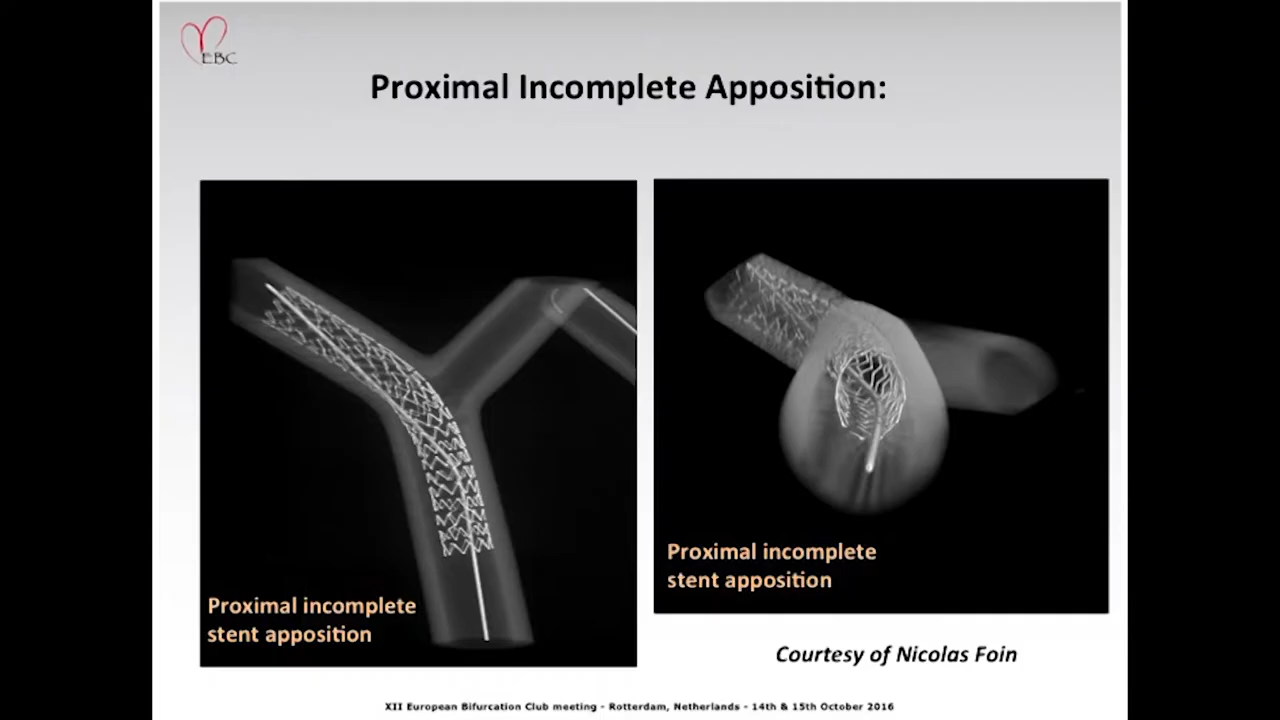 EBC
Proximal Incomplete Apposition:
Proximal incomplete
stent apposition
Proximal incomplete
stent apposition
Courtesy of Nicolas Foin
XII European Bifurcation Club meeting - Rotterdam, Netherlands - 14th & 15th October 2016